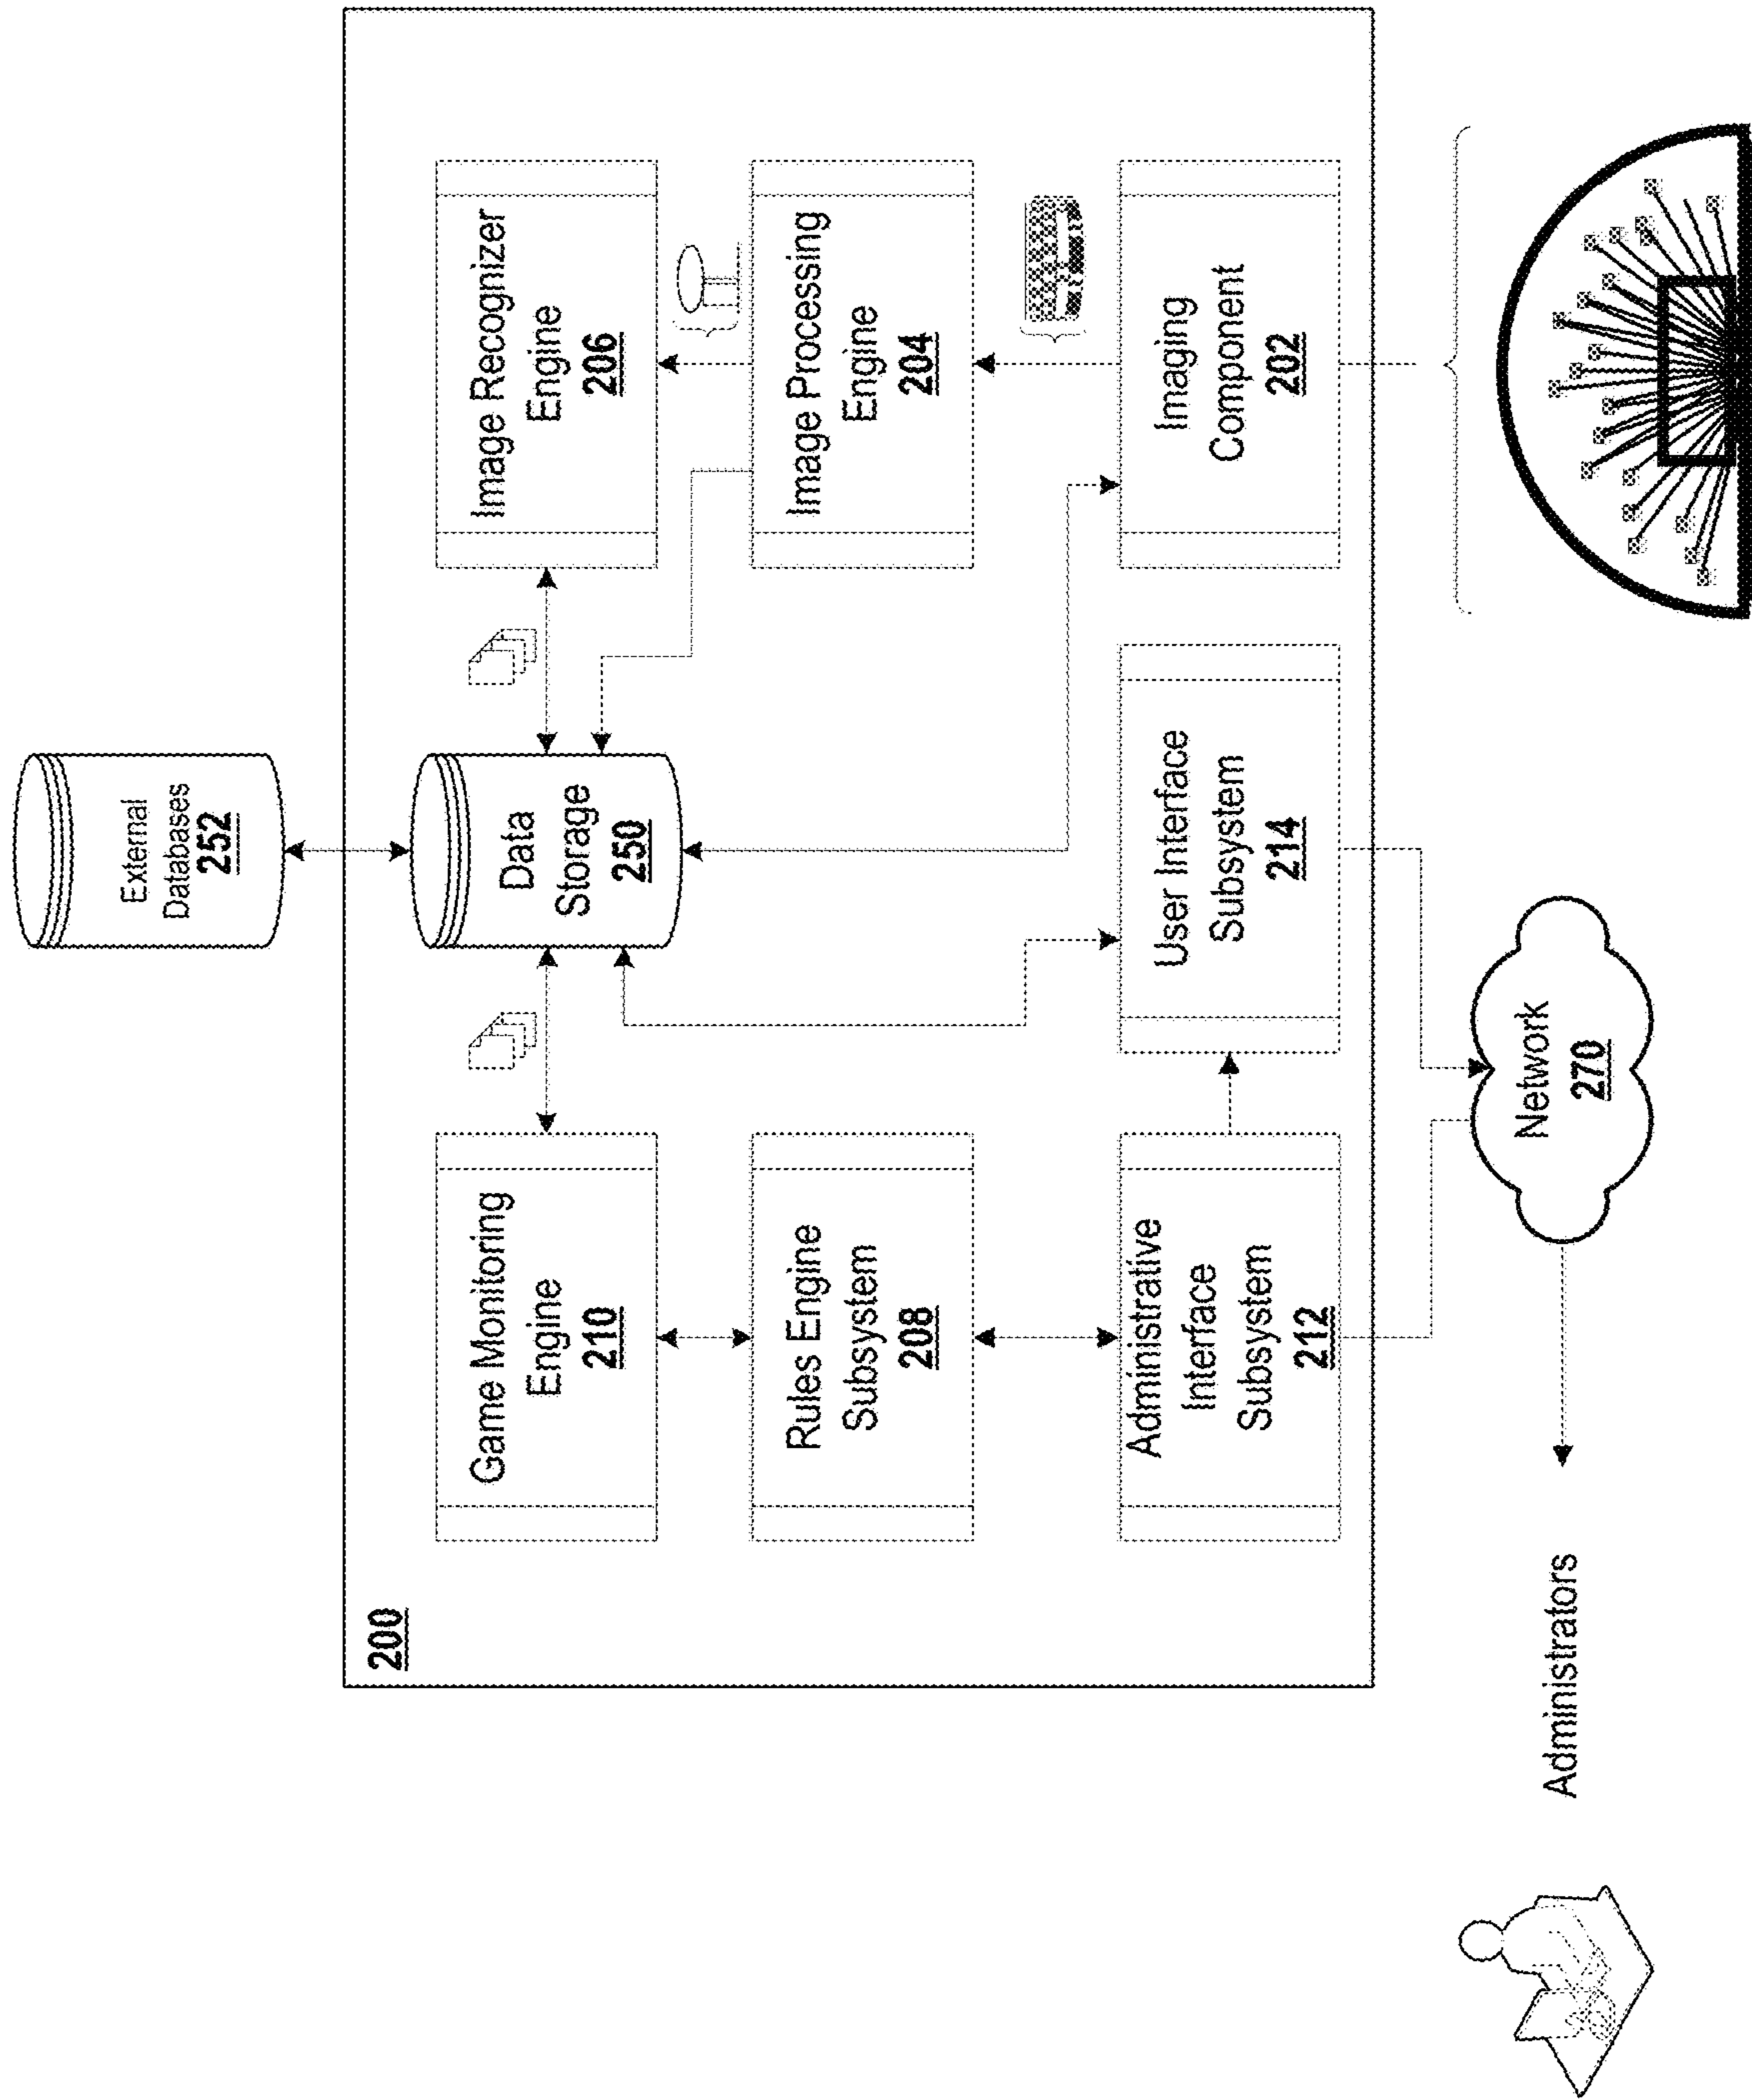 External
Databases
252
200
Game Monitoring
Engine
210
Data
Storage
250
Image Recognizer
Engine
206
Rules Engine
Subsystem
208
Image Processing
Engine
204
Administrative
Interface
Subsystem
212
User Interface
Subsystem
214
Imaging
Component
202
Network
270
Administrators